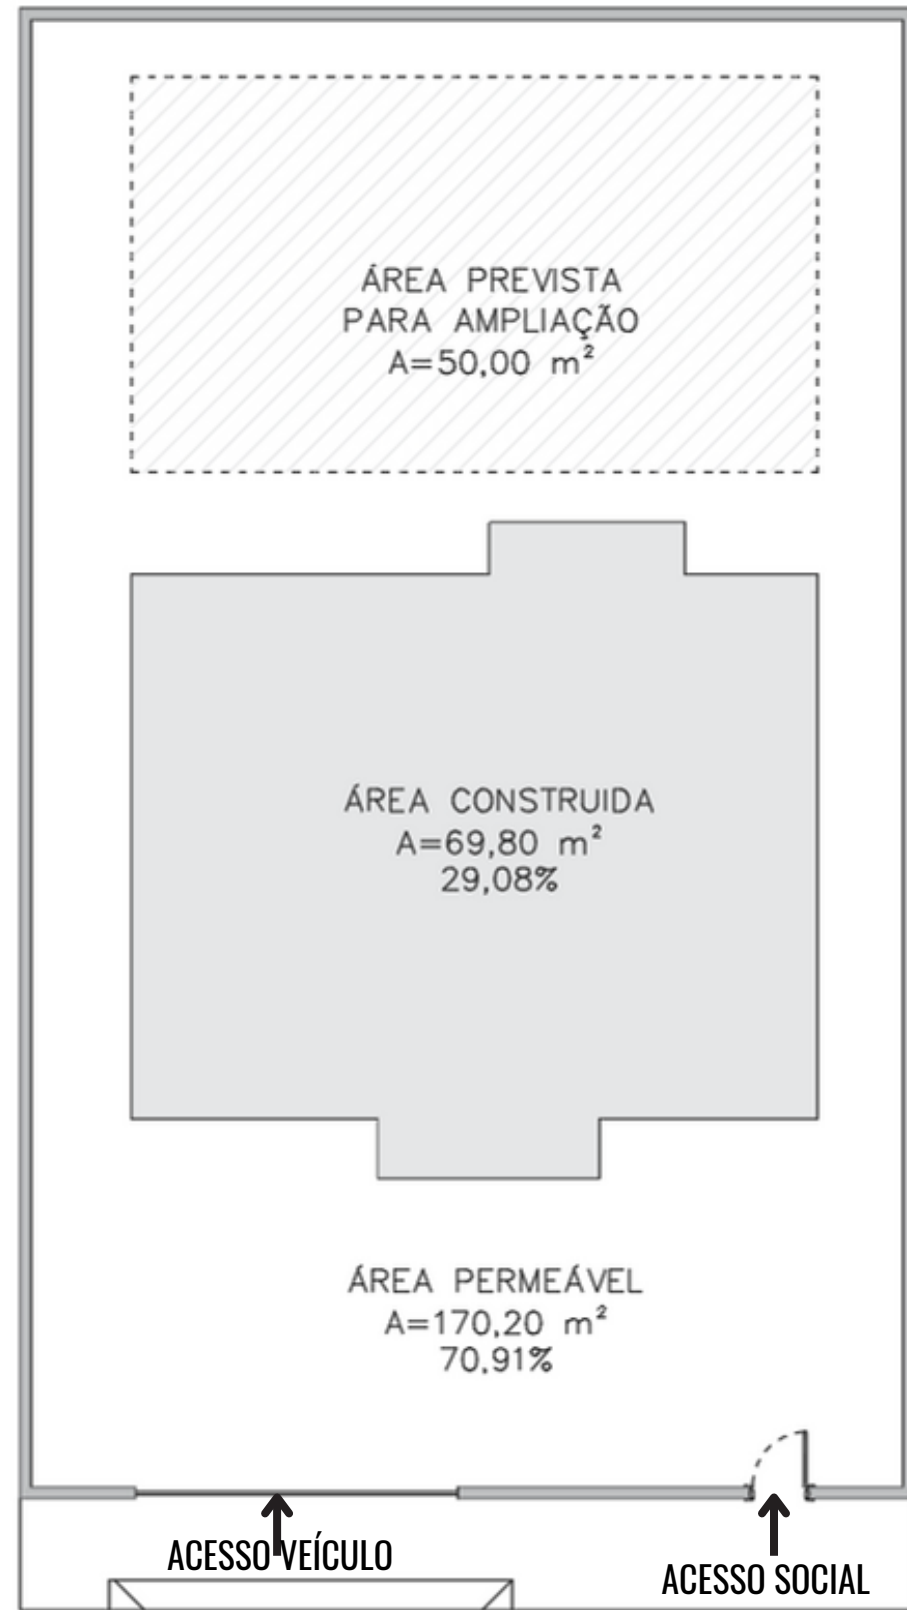 ÁREA PREVISTA
PARA AMPLIAÇÃO
A=50,00 m²
ÁREA CONSTRUIDA
A=69,80 m²
29,08%
ÁREA PERMEÁVEL
A=170,20 m²
70,91%
ACESSO VEÍCULO
ACESSO SOCIAL